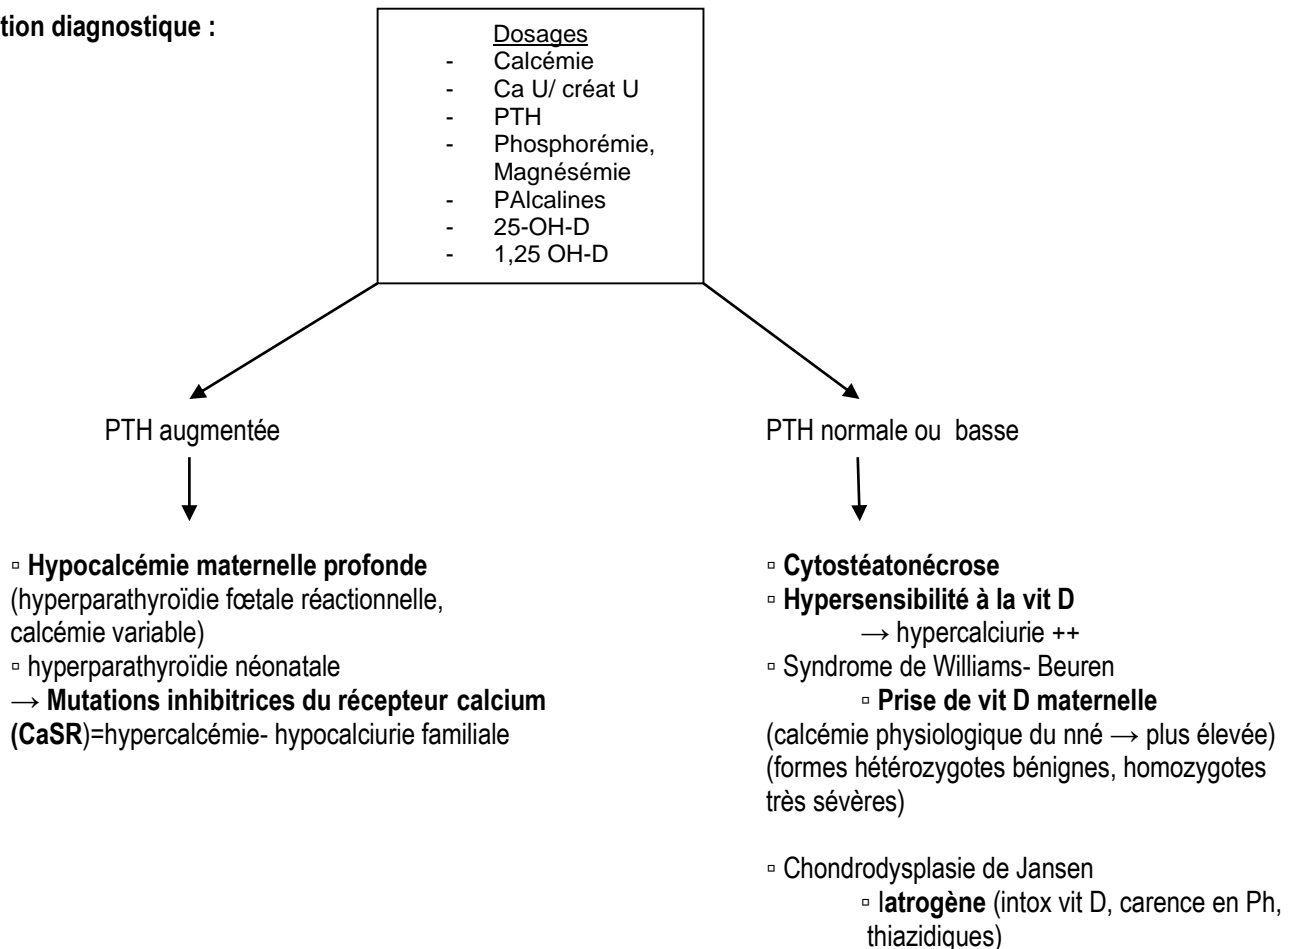 tion diagnostique :
Dosages
- Calcémie
- Ca U/ créat U
- PTH
- Phosphorémie,
Magnésémie
- PAlcalines
- 25-OH-D
- 1,25 OH-D
PTH augmentée
PTH normale ou basse
▫ Hypocalcémie maternelle profonde
(hyperparathyroïdie fœtale réactionnelle,
calcémie variable)
▫ hyperparathyroïdie néonatale
→ Mutations inhibitrices du récepteur calcium
(CaSR)=hypercalcémie- hypocalciurie familiale
▫ Cytostéatonécrose
▫ Hypersensibilité à la vit D
→ hypercalciurie ++
▫ Syndrome de Williams- Beuren
▫ Prise de vit D maternelle
(calcémie physiologique du nné → plus élevée)
(formes hétérozygotes bénignes, homozygotes
très sévères)
▫ Chondrodysplasie de Jansen
▫ Iatrogène (intox vit D, carence en Ph,
thiazidiques)